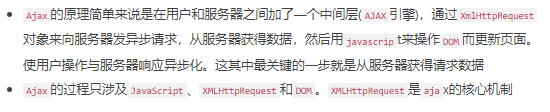 • Ajax 的原理简单来说是在用户和服务器之间加了一个中间层( AJAX 引擎)，通过 XmlHttpRequest
对象来向服务器发异步请求，从服务器获得数据，然后用 javascrip t来操作 DOM 而更新页面。
使用户操作与服务器响应异步化。这其中最关键的一步就是从服务器获得请求数据
• Ajax 的过程只涉及 JavaScript 、 XMLHttpRequest 和 DOM 。 XMLHttpRequest 是 aja X的核心机制